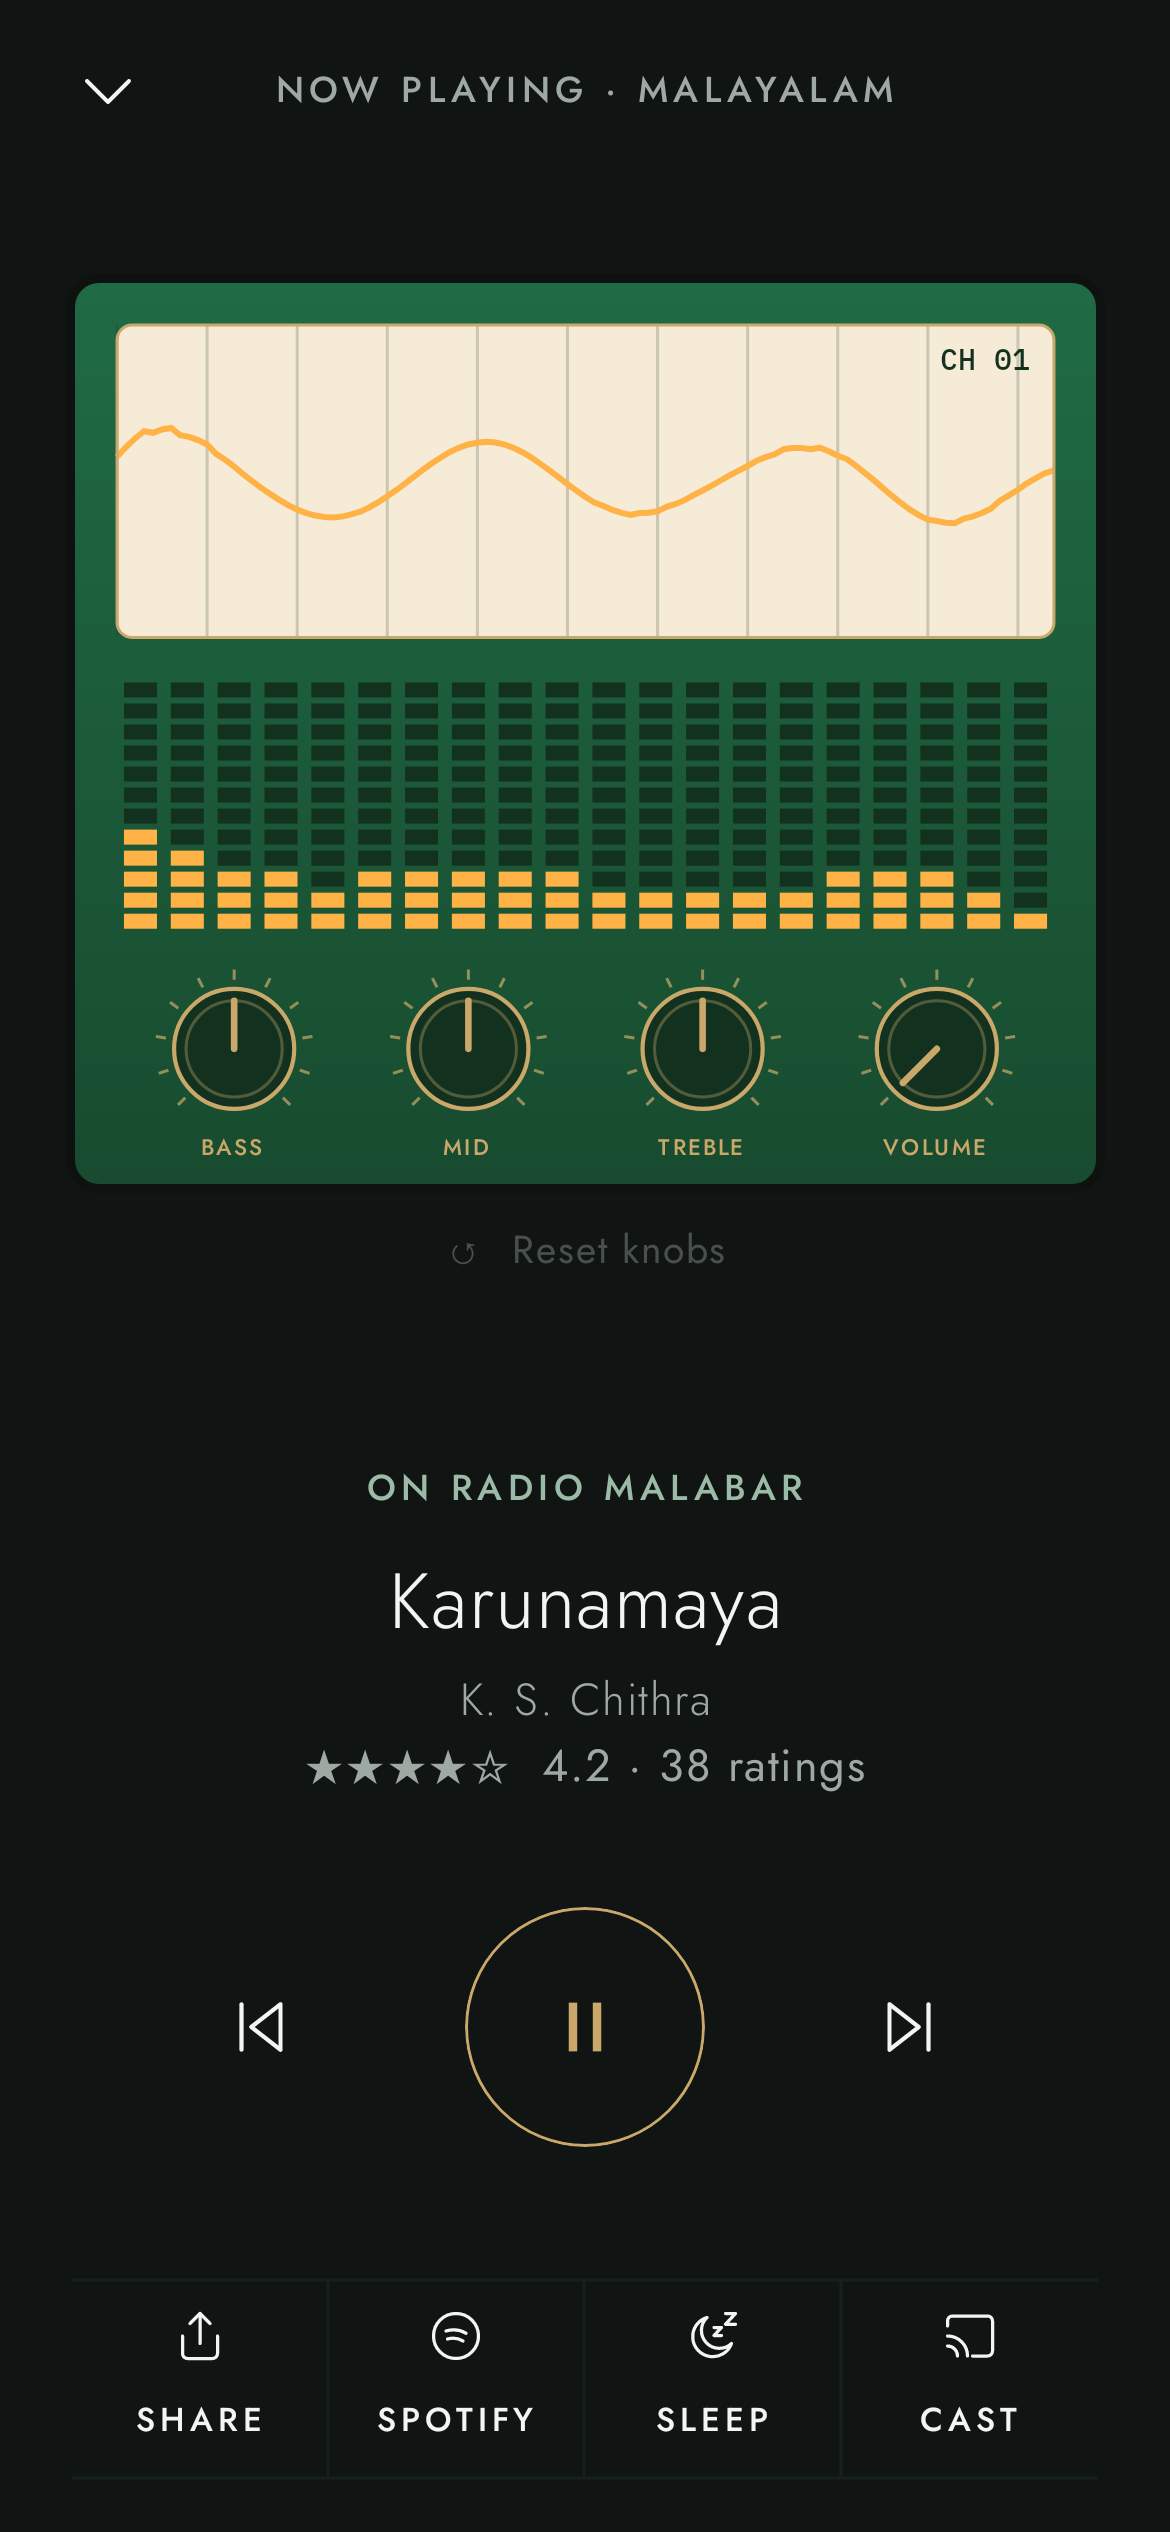 NOW PLAYING · MALAYALAM
CH 01
BASS MID TREBLE VOLUME
Reset knobs
ON RADIO MALABAR
Karunamaya
K. S. Chithra
★★★★☆ 4.2 · 38 ratings
SHARE SPOTIFY SLEEP CAST